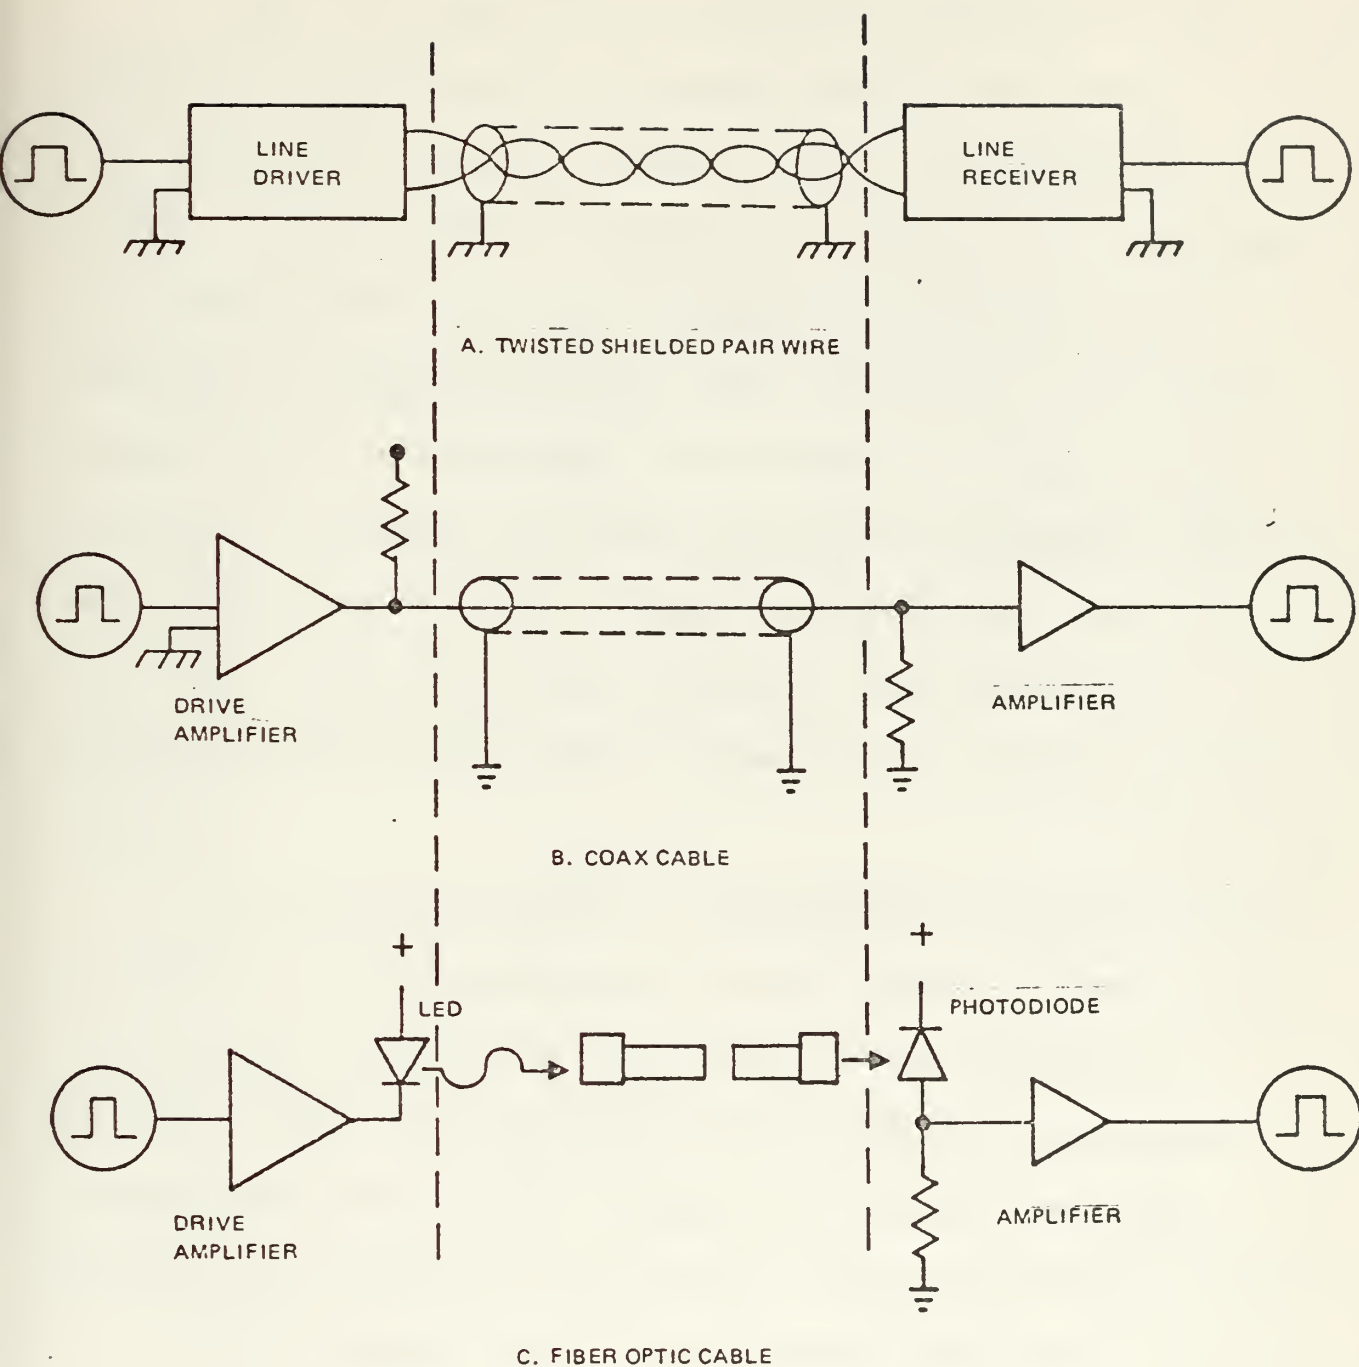 LINE
DRIVER
LINE
RECEIVER
A. TWISTED SHIELDED PAIR WIRE
DRIVE
AMPLIFIER
AMPLIFIER
B. COAX CABLE
+
+
LED
PHOTODIODE
DRIVE
AMPLIFIER
AMPLIFIER
C. FIBER OPTIC CABLE